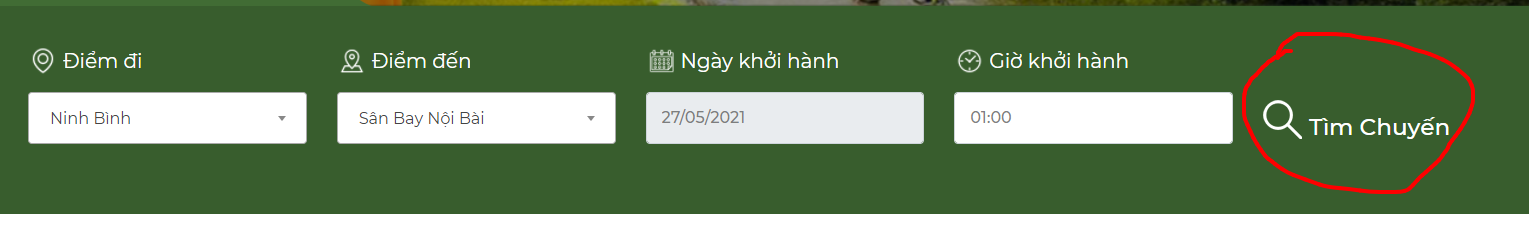 Điểm đi
Điểm đến
Ngày khởi hành
Giờ khởi hành
Ninh Bình
Sân Bay Nội Bài
27/05/2021
01:00
Tìm Chuyến